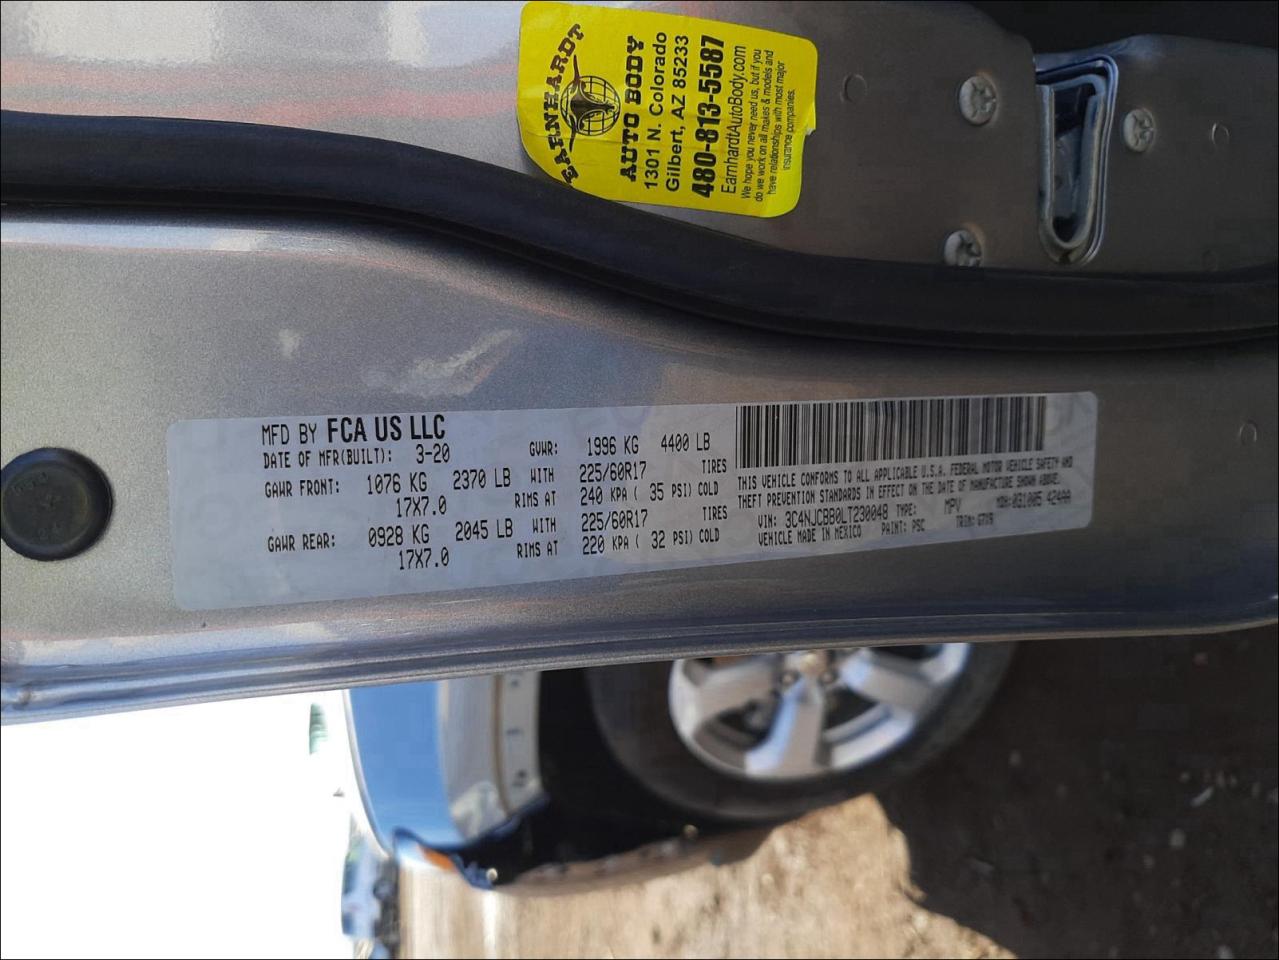 EARNHARDT
AUTO BODY
1301 N. Colorado
Gilbert, AZ 85233
480-813-5587
EarnhardtAutoBody.com
We hope you never need us, but if you
do we work on all makes & models and
have relationships with most major
insurance companies.
MFD BY FCA US LLC
DATE OF MFR(BUILT): 3-20 GVWR: 1996 KG 4400 LB
GAWR FRONT: 1076 KG 2370 LB WITH 225/60R17 TIRES
17X7.0 RIMS AT 240 KPA ( 35 PSI) COLD
GAWR REAR: 0928 KG 2045 LB WITH 225/60R17 TIRES
17X7.0 RIMS AT 220 KPA ( 32 PSI) COLD
THIS VEHICLE CONFORMS TO ALL APPLICABLE U.S.A. FEDERAL MOTOR VEHICLE SAFETY AND
THEFT PREVENTION STANDARDS IN EFFECT ON THE DATE OF MANUFACTURE SHOWN ABOVE.
VIN: 3C4NJCBB0LT230048 TYPE: MPV MDH: 031005 424AA
VEHICLE MADE IN MEXICO PAINT: PSC TRIM: